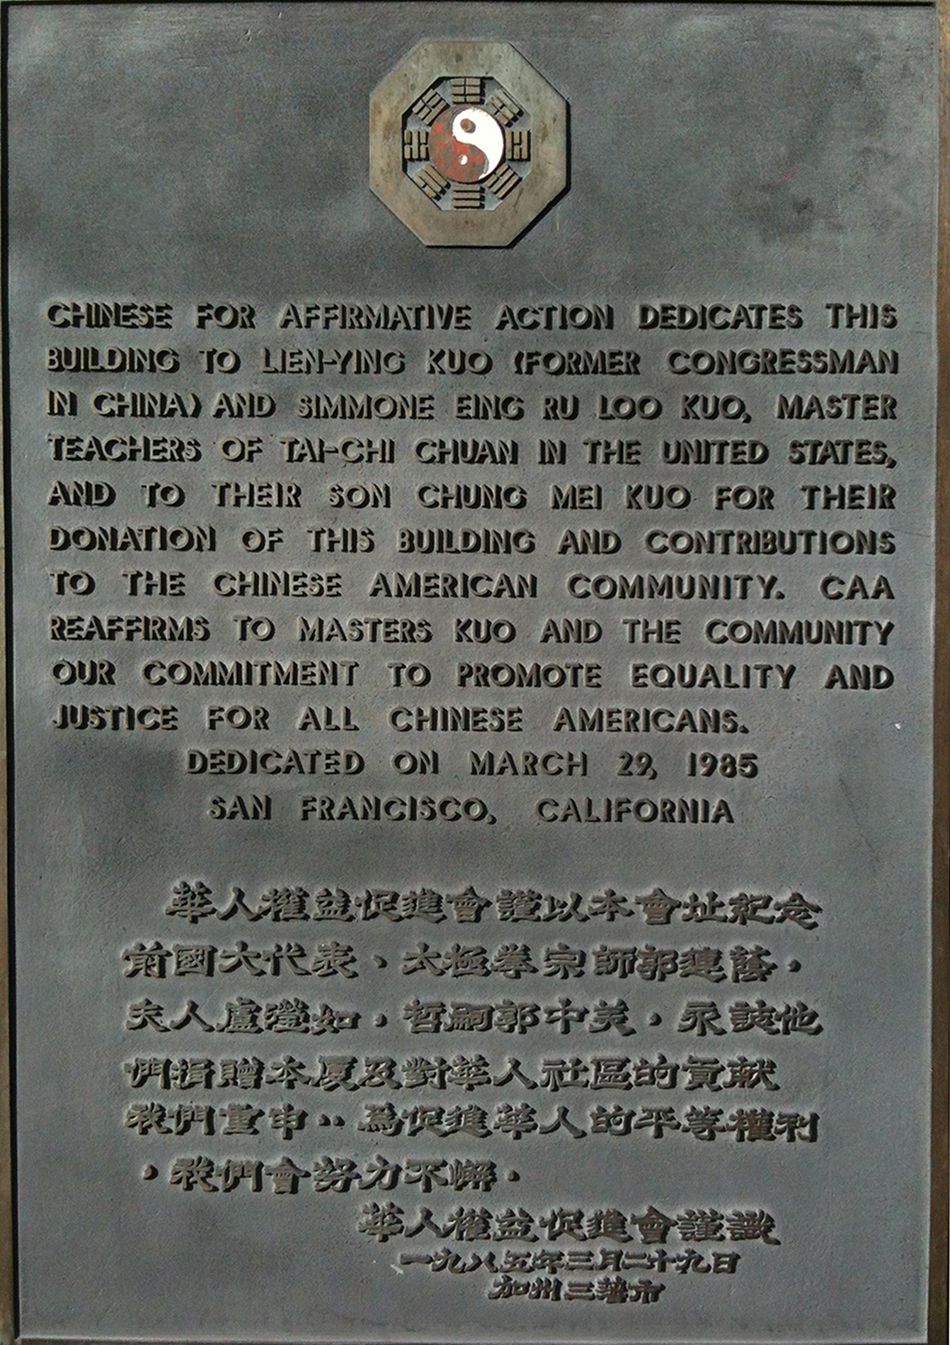 CHINESE FOR AFFIRMATIVE ACTION DEDICATES THIS
BUILDING TO LIEN-YING KUO (FORMER CONGRESSMAN
IN CHINA) AND SIMMONE EING RU LOO KUO, MASTER
TEACHERS OF TAI-CHI CHUAN IN THE UNITED STATES,
AND TO THEIR SON CHUNG MEI KUO FOR THEIR
DONATION OF THIS BUILDING AND CONTRIBUTIONS
TO THE CHINESE AMERICAN COMMUNITY. CAA
REAFFIRMS TO MASTERS KUO AND THE COMMUNITY
OUR COMMITMENT TO PROMOTE EQUALITY AND
JUSTICE FOR ALL CHINESE AMERICANS.
DEDICATED ON MARCH 29, 1985
SAN FRANCISCO, CALIFORNIA
華人權益促進會謹以本會址紀念
前國大代表、太極拳宗師郭連蔭，
夫人盧瀅如，哲嗣郭中美，永誌他
們捐贈本厦及對華人社區的貢献
我們重申：為促進華人的平等權利
，我們會努力不懈．
華人權益促進會謹識
一九八五年三月二十九日
加州三藩市